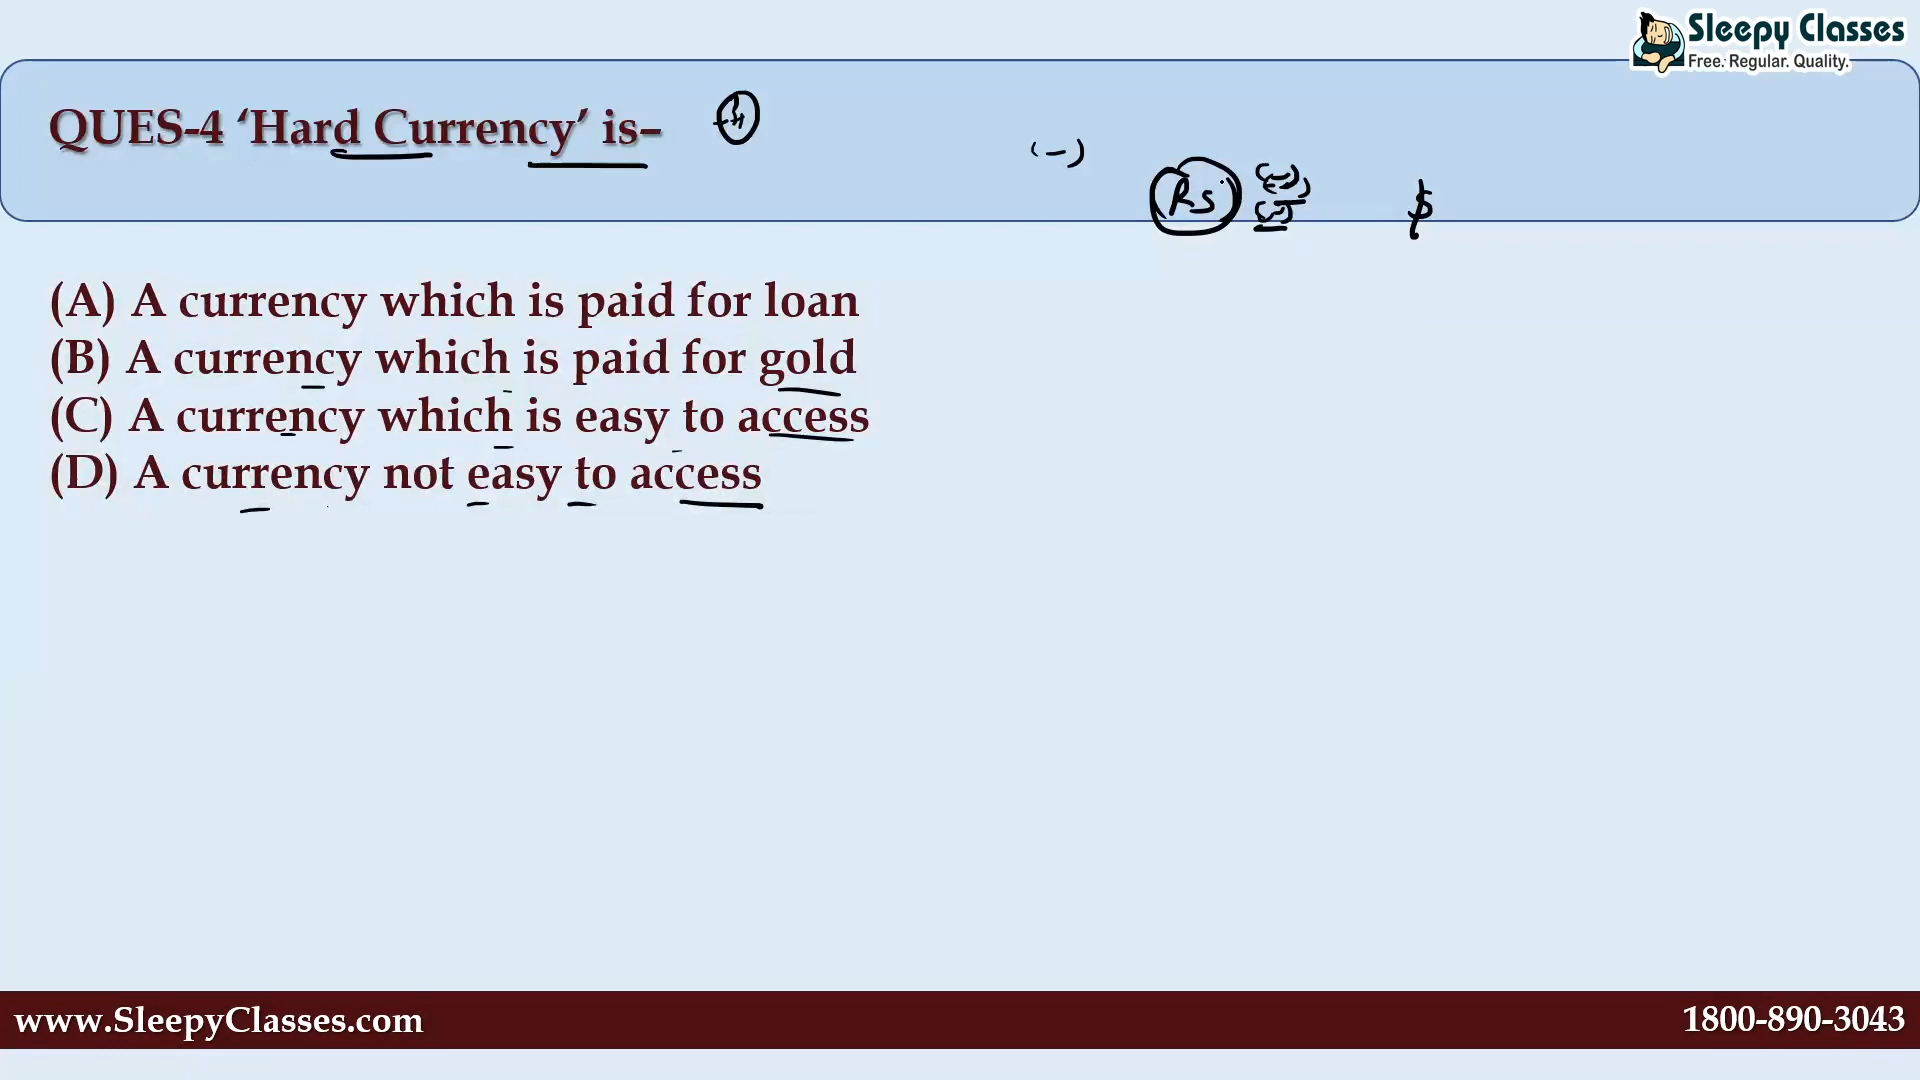 Sleepy Classes
Free. Regular. Quality.
QUES-4 ‘Hard Currency’ is–
Rs
$
(A) A currency which is paid for loan
(B) A currency which is paid for gold
(C) A currency which is easy to access
(D) A currency not easy to access
www.SleepyClasses.com
1800-890-3043